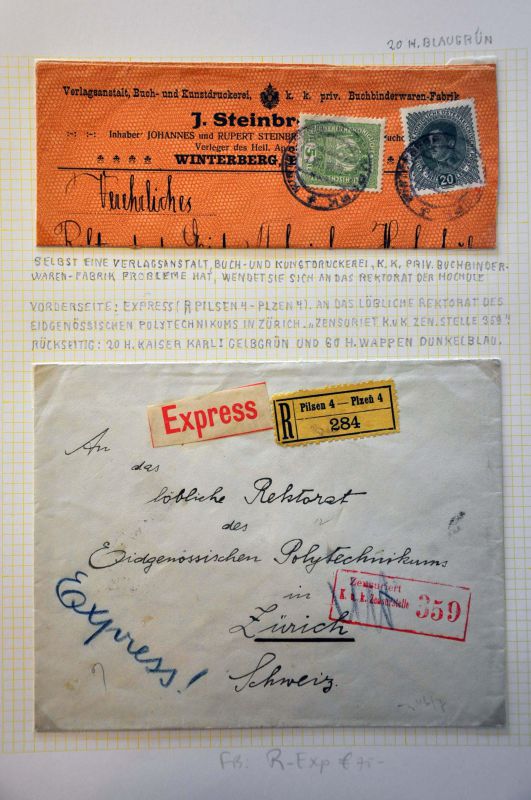 20 H. BLAUGRÜN
Verlagsanstalt, Buch- und Kunstdruckerei, k. k. priv. Buchbinderwaren-Fabrik
J. Steinbr
Inhaber JOHANNES und RUPERT STEINBR
Verleger des Heil. Ap
WINTERBERG,
5
20
SELBST EINE VERLAGSANSTALT, BUCH- UND KUNSTDRUCKEREI, K.K. PRIV. BUCHBINDER-
WAREN-FABRIK PROBLEME HAT, WENDET SIE SICH AN DAS REKTORAT DER HOCHULE
VORDERSEITE: EXPRESS (R PILSEN 4 - PLZEN 4). AN DAS LÖBLICHE REKTORAT DES
EIDGENÖSSISCHEN POLYTECHNIKUMS IN ZÜRICH. „ZENSURIET K.u.K. ZEN. STELLE 359"
RÜCKSEITIG: 20 H. KAISER KARL I GELBGRÜN UND 60 H. WAPPEN DUNKELBLAU.
Express
R
Pilsen 4 — Plzeň 4
284
An
das
löbliche Rektorat
des
Eidgenössischen Polytechnikums
in
Zürich
Schweiz.
Express!
Zensuriert
K. u. k. Zensurstelle
359
FB: R-Exp €